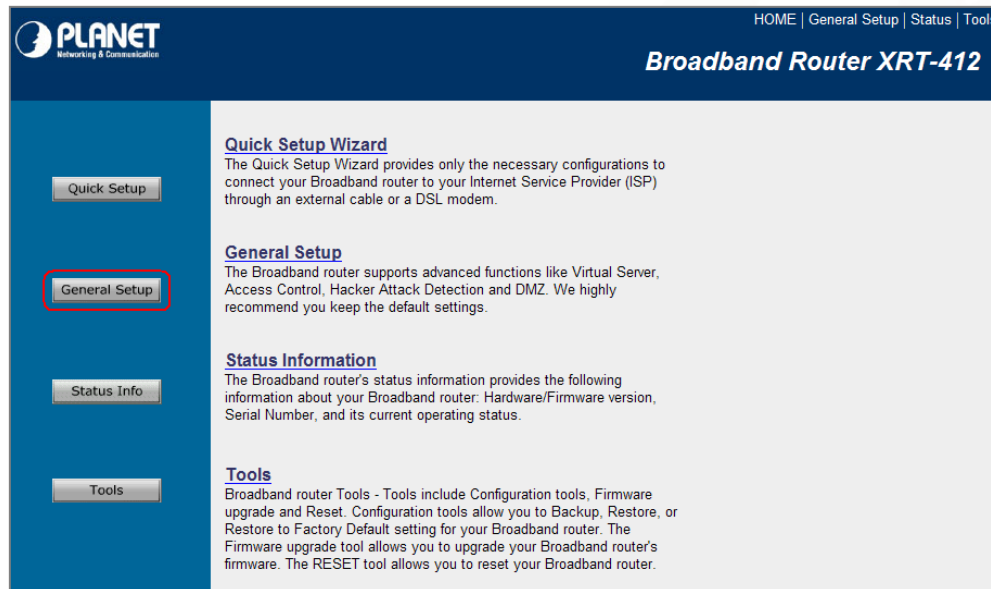 PLANET
Networking & Communication
HOME | General Setup | Status | Tools
Broadband Router XRT-412
Quick Setup
Quick Setup Wizard
The Quick Setup Wizard provides only the necessary configurations to
connect your Broadband router to your Internet Service Provider (ISP)
through an external cable or a DSL modem.
General Setup
General Setup
The Broadband router supports advanced functions like Virtual Server,
Access Control, Hacker Attack Detection and DMZ. We highly
recommend you keep the default settings.
Status Info
Status Information
The Broadband router's status information provides the following
information about your Broadband router: Hardware/Firmware version,
Serial Number, and its current operating status.
Tools
Tools
Broadband router Tools - Tools include Configuration tools, Firmware
upgrade and Reset. Configuration tools allow you to Backup, Restore, or
Restore to Factory Default setting for your Broadband router. The
Firmware upgrade tool allows you to upgrade your Broadband router's
firmware. The RESET tool allows you to reset your Broadband router.